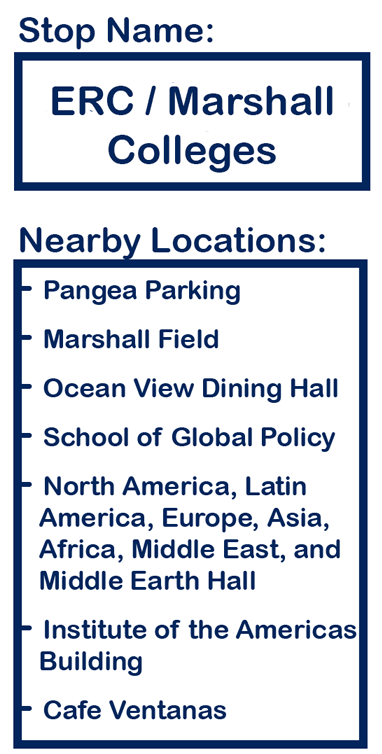 Stop Name:
ERC / Marshall
Colleges
Nearby Locations:
- Pangea Parking
- Marshall Field
- Ocean View Dining Hall
- School of Global Policy
- North America, Latin
America, Europe, Asia,
Africa, Middle East, and
Middle Earth Hall
- Institute of the Americas
Building
- Cafe Ventanas